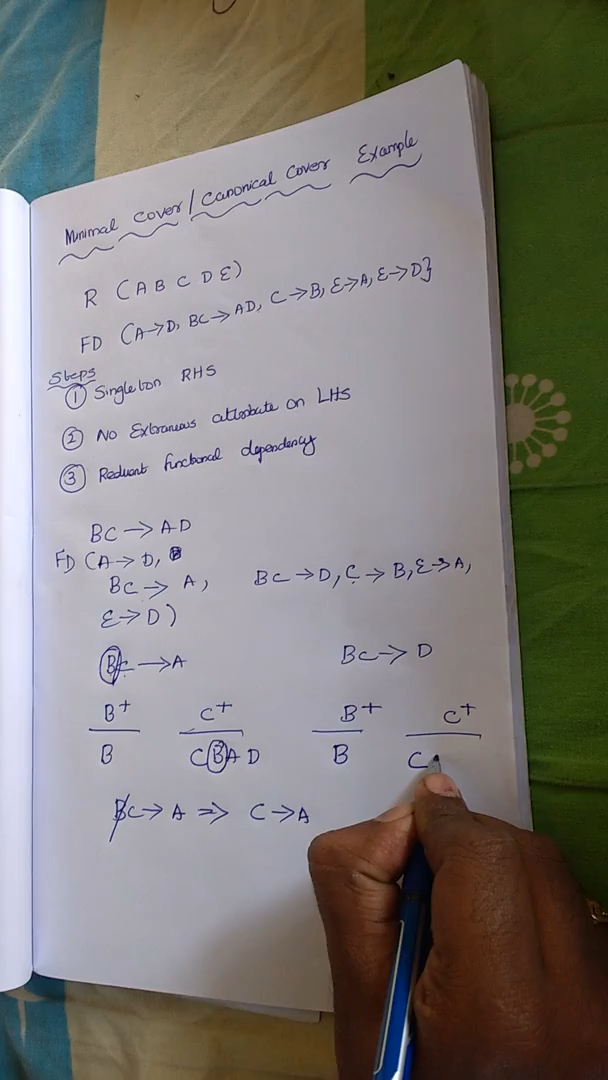 Minimal Cover / Canonical Cover Example
R (A B C D E)
FD (A→D, BC→AD, C→B, E→A, E→D}
Steps
① Singleton RHS
② No Extraneous attribute on LHS
③ Reduant functional dependency
BC → AD
FD (A→D,
BC → A, BC → D, C → B, E→A,
E→D)
BC → A BC → D
B+ C+ B+ C+
B CBAD B C
BC → A => C → A